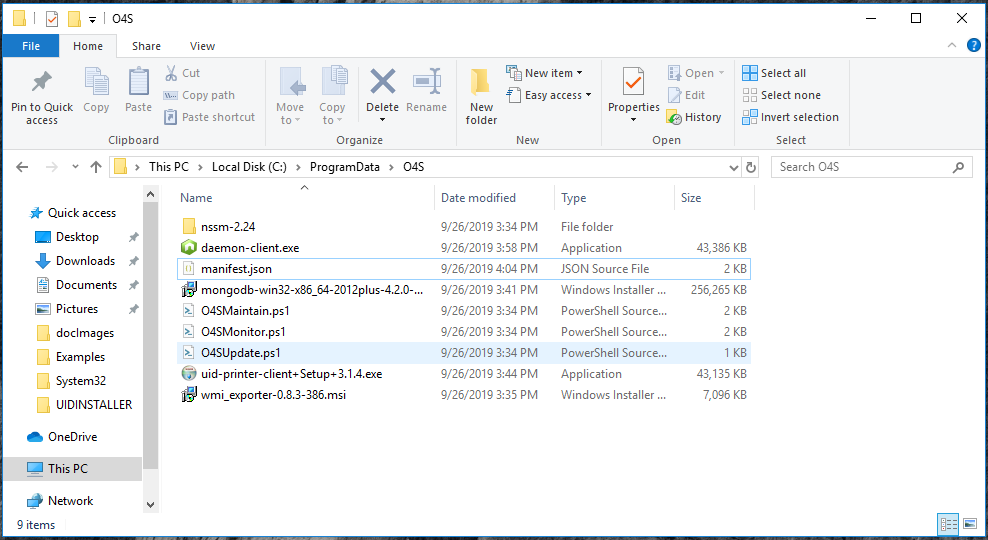 O4S
File Home Share View
Pin to Quick access
Copy
Paste
Cut
Copy path
Paste shortcut
Clipboard
Move to
Copy to
Delete
Rename
Organize
New folder
New item
Easy access
New
Properties
Open
Edit
History
Open
Select all
Select none
Invert selection
Select
This PC > Local Disk (C:) > ProgramData > O4S
Search O4S
Quick access
Desktop
Downloads
Documents
Pictures
docImages
Examples
System32
UIDINSTALLER
OneDrive
This PC
Network
Name Date modified Type Size
nssm-2.24 9/26/2019 3:34 PM File folder
daemon-client.exe 9/26/2019 3:58 PM Application 43,386 KB
manifest.json 9/26/2019 4:04 PM JSON Source File 2 KB
mongodb-win32-x86_64-2012plus-4.2.0-... 9/26/2019 3:41 PM Windows Installer ... 256,265 KB
O4SMaintain.ps1 9/26/2019 3:34 PM PowerShell Source... 2 KB
O4SMonitor.ps1 9/26/2019 3:34 PM PowerShell Source... 2 KB
O4SUpdate.ps1 9/26/2019 3:34 PM PowerShell Source... 1 KB
uid-printer-client+Setup+3.1.4.exe 9/26/2019 3:44 PM Application 43,135 KB
wmi_exporter-0.8.3-386.msi 9/26/2019 3:35 PM Windows Installer ... 7,096 KB
9 items